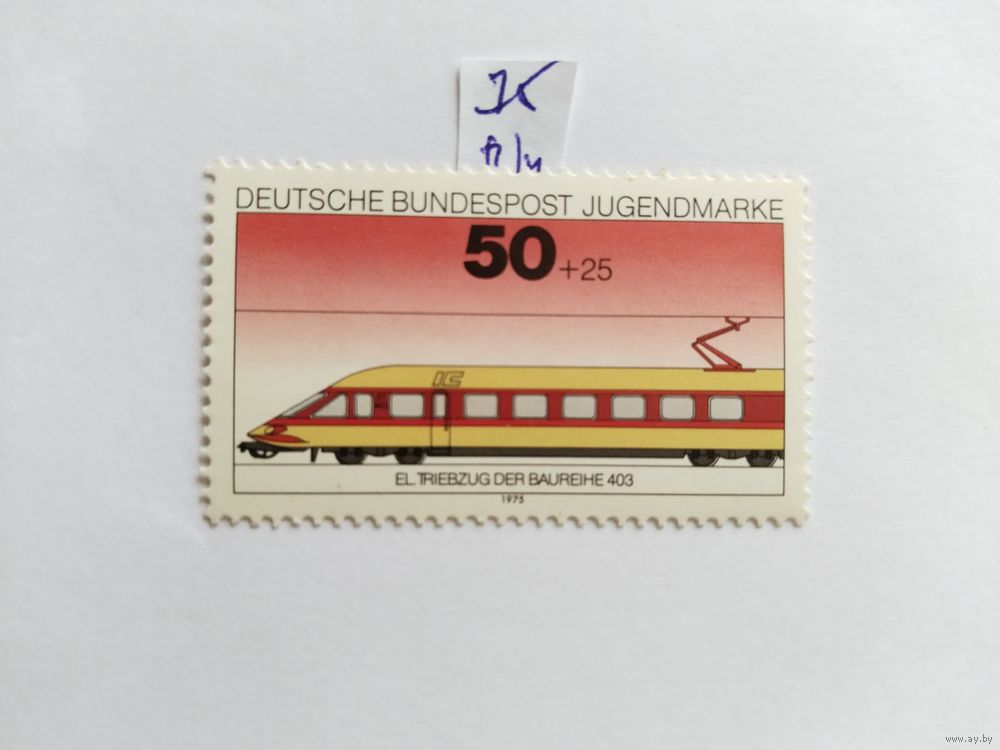 DEUTSCHE BUNDESPOST JUGENDMARKE
50 +25
IC
EL. TRIEBZUG DER BAUREIHE 403
1975
www.ay.by